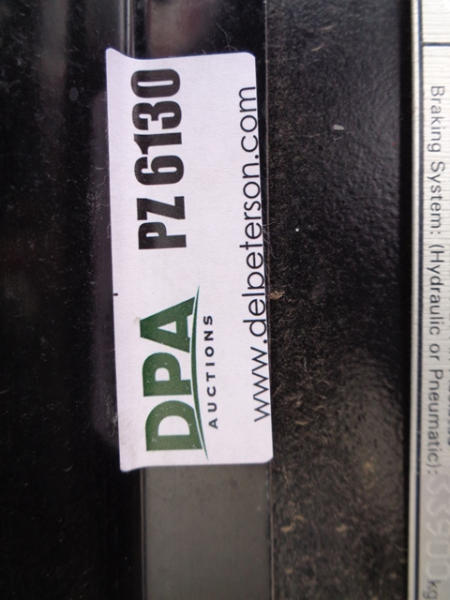 DPA
AUCTIONS
PZ 6130
www.delpeterson.com
Braking System: (Hydraulic or Pneumatic):
kg